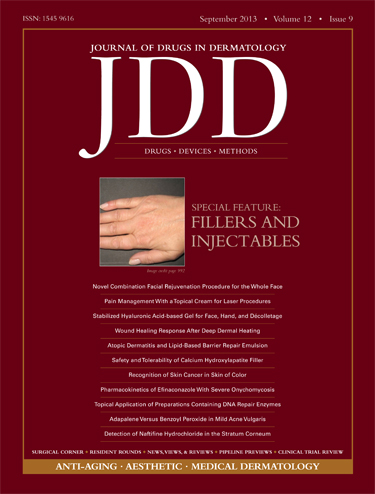 ISSN: 1545 9616
September 2013 • Volume 12 • Issue 9
JOURNAL OF DRUGS IN DERMATOLOGY
JDD
DRUGS • DEVICES • METHODS
SPECIAL FEATURE:
FILLERS AND
INJECTABLES
Novel Combination Facial Rejuvenation Procedure for the Whole Face
Pain Management With a Topical Cream for Laser Procedures
Stabilized Hyaluronic Acid-based Gel for Face, Hand, and Décolletage
Wound Healing Response After Deep Dermal Heating
Atopic Dermatitis and Lipid-Based Barrier Repair Emulsion
Safety and Tolerability of Calcium Hydroxylapatite Filler
Recognition of Skin Cancer in Skin of Color
Pharmacokinetics of Efinaconazole With Severe Onychomycosis
Topical Application of Preparations Containing DNA Repair Enzymes
Adapalene Versus Benzoyl Peroxide in Mild Acne Vulgaris
Detection of Naftifine Hydrochloride in the Stratum Corneum
SURGICAL CORNER • RESIDENT ROUNDS • NEWS, VIEWS, & REVIEWS • PIPELINE PREVIEWS • CLINICAL TRIAL REVIEW
ANTI-AGING · AESTHETIC · MEDICAL DERMATOLOGY